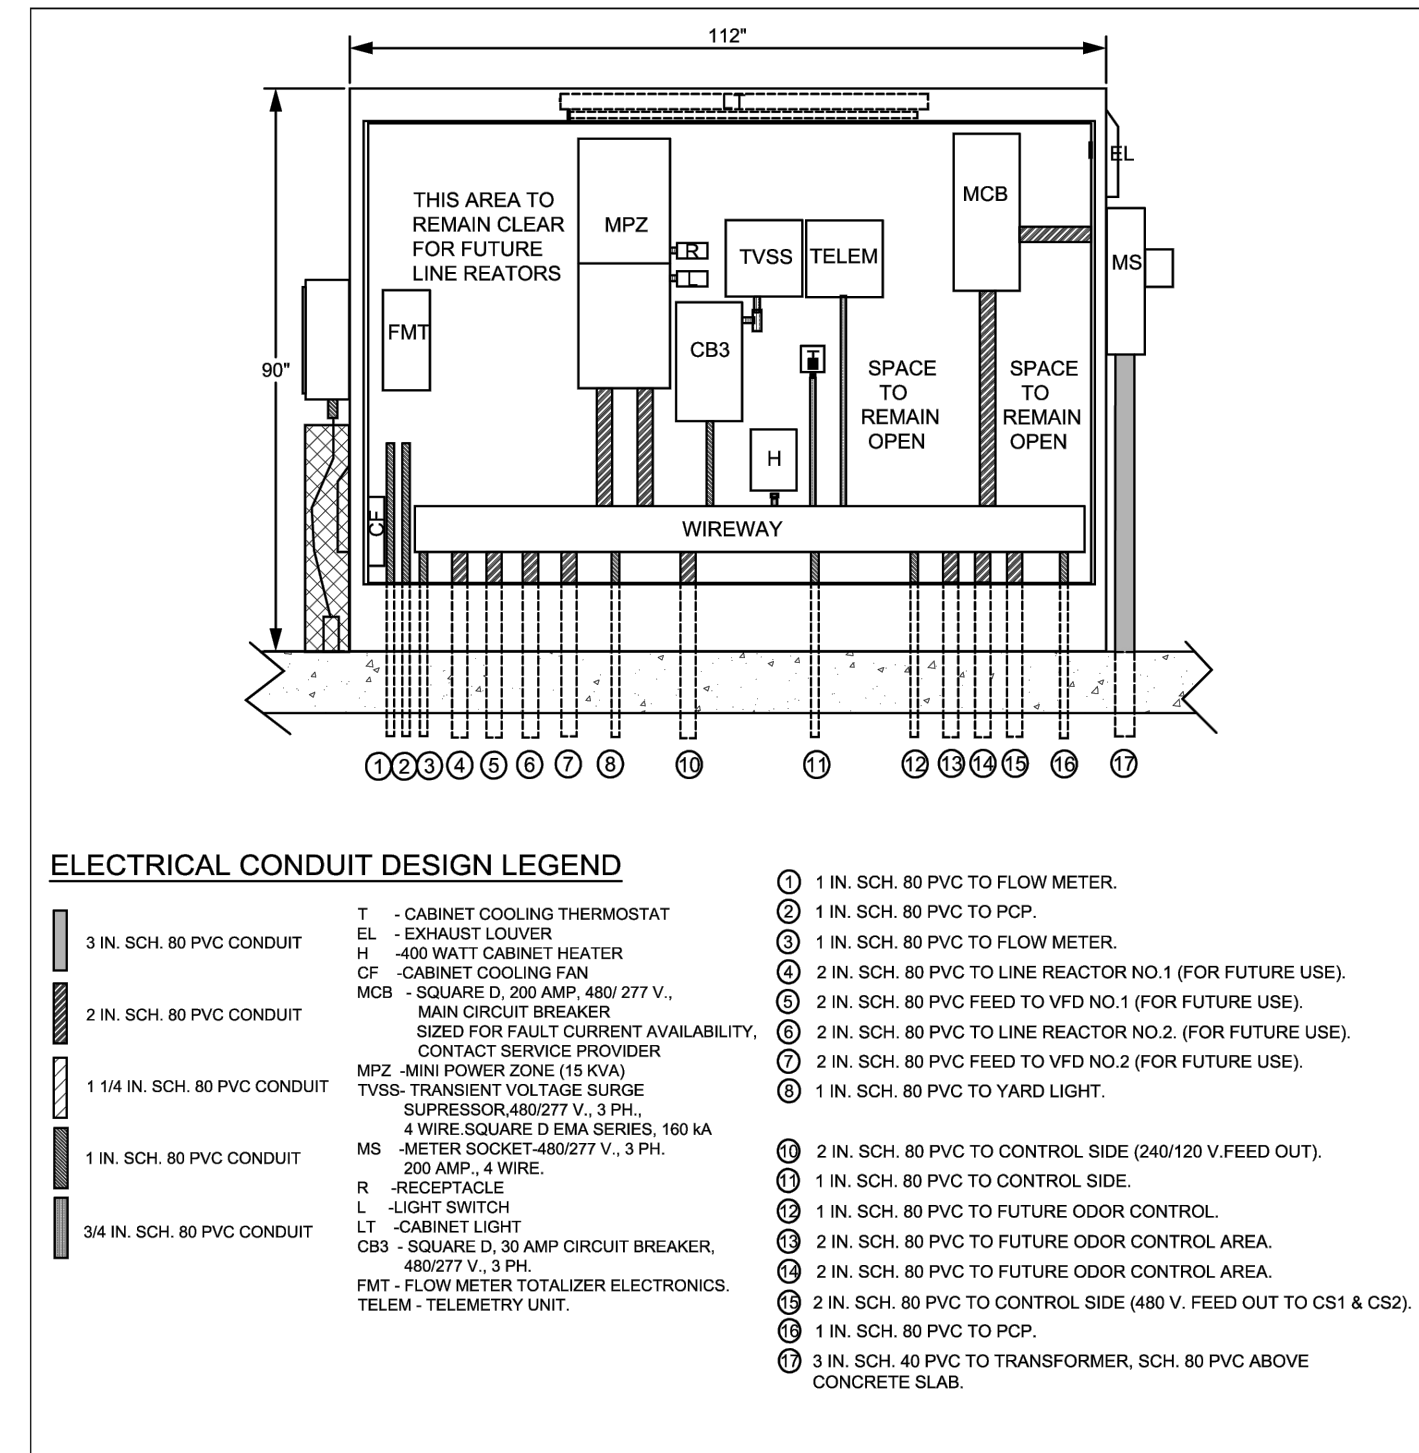 112"
EL
THIS AREA TO
REMAIN CLEAR
FOR FUTURE
LINE REATORS
MPZ
MCB
R
L
TVSS
TELEM
MS
FMT
CB3
T
90"
SPACE
TO
REMAIN
OPEN
SPACE
TO
REMAIN
OPEN
H
CF
WIREWAY
1 2 3 4 5 6 7 8 10 11 12 13 14 15 16 17
ELECTRICAL CONDUIT DESIGN LEGEND
3 IN. SCH. 80 PVC CONDUIT
2 IN. SCH. 80 PVC CONDUIT
1 1/4 IN. SCH. 80 PVC CONDUIT
1 IN. SCH. 80 PVC CONDUIT
3/4 IN. SCH. 80 PVC CONDUIT
T - CABINET COOLING THERMOSTAT
EL - EXHAUST LOUVER
H -400 WATT CABINET HEATER
CF -CABINET COOLING FAN
MCB - SQUARE D, 200 AMP, 480/ 277 V.,
MAIN CIRCUIT BREAKER
SIZED FOR FAULT CURRENT AVAILABILITY,
CONTACT SERVICE PROVIDER
MPZ -MINI POWER ZONE (15 KVA)
TVSS- TRANSIENT VOLTAGE SURGE
SUPRESSOR,480/277 V., 3 PH.,
4 WIRE.SQUARE D EMA SERIES, 160 kA
MS -METER SOCKET-480/277 V., 3 PH.
200 AMP., 4 WIRE.
R -RECEPTACLE
L -LIGHT SWITCH
LT -CABINET LIGHT
CB3 - SQUARE D, 30 AMP CIRCUIT BREAKER,
480/277 V., 3 PH.
FMT - FLOW METER TOTALIZER ELECTRONICS.
TELEM - TELEMETRY UNIT.
1 1 IN. SCH. 80 PVC TO FLOW METER.
2 1 IN. SCH. 80 PVC TO PCP.
3 1 IN. SCH. 80 PVC TO FLOW METER.
4 2 IN. SCH. 80 PVC TO LINE REACTOR NO.1 (FOR FUTURE USE).
5 2 IN. SCH. 80 PVC FEED TO VFD NO.1 (FOR FUTURE USE).
6 2 IN. SCH. 80 PVC TO LINE REACTOR NO.2. (FOR FUTURE USE).
7 2 IN. SCH. 80 PVC FEED TO VFD NO.2 (FOR FUTURE USE).
8 1 IN. SCH. 80 PVC TO YARD LIGHT.
10 2 IN. SCH. 80 PVC TO CONTROL SIDE (240/120 V.FEED OUT).
11 1 IN. SCH. 80 PVC TO CONTROL SIDE.
12 1 IN. SCH. 80 PVC TO FUTURE ODOR CONTROL.
13 2 IN. SCH. 80 PVC TO FUTURE ODOR CONTROL AREA.
14 2 IN. SCH. 80 PVC TO FUTURE ODOR CONTROL AREA.
15 2 IN. SCH. 80 PVC TO CONTROL SIDE (480 V. FEED OUT TO CS1 & CS2).
16 1 IN. SCH. 80 PVC TO PCP.
17 3 IN. SCH. 40 PVC TO TRANSFORMER, SCH. 80 PVC ABOVE
CONCRETE SLAB.